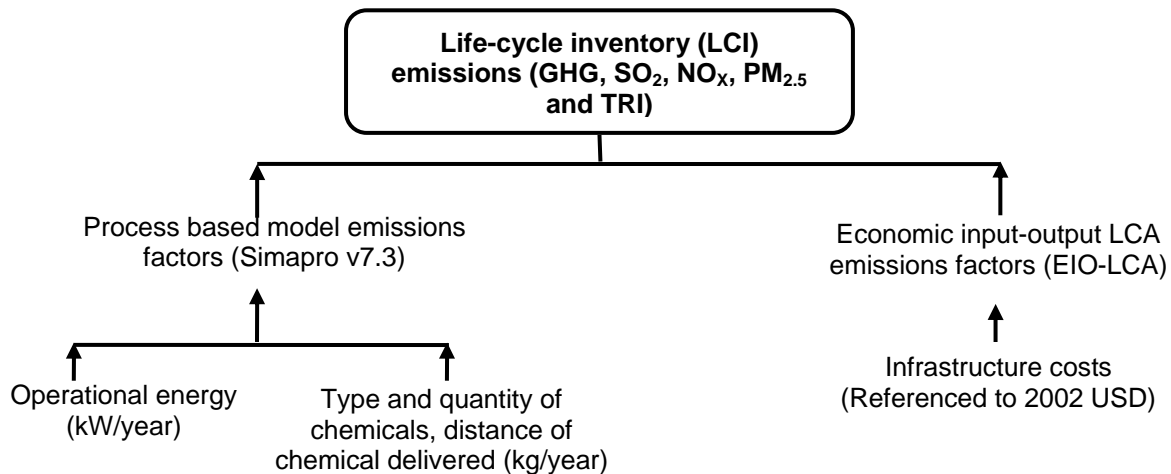 Life-cycle inventory (LCI)
emissions (GHG, SO₂, NOₓ, PM₂.₅
and TRI)
Process based model emissions
factors (Simapro v7.3)
Economic input-output LCA
emissions factors (EIO-LCA)
Operational energy
(kW/year)
Type and quantity of
chemicals, distance of
chemical delivered (kg/year)
Infrastructure costs
(Referenced to 2002 USD)